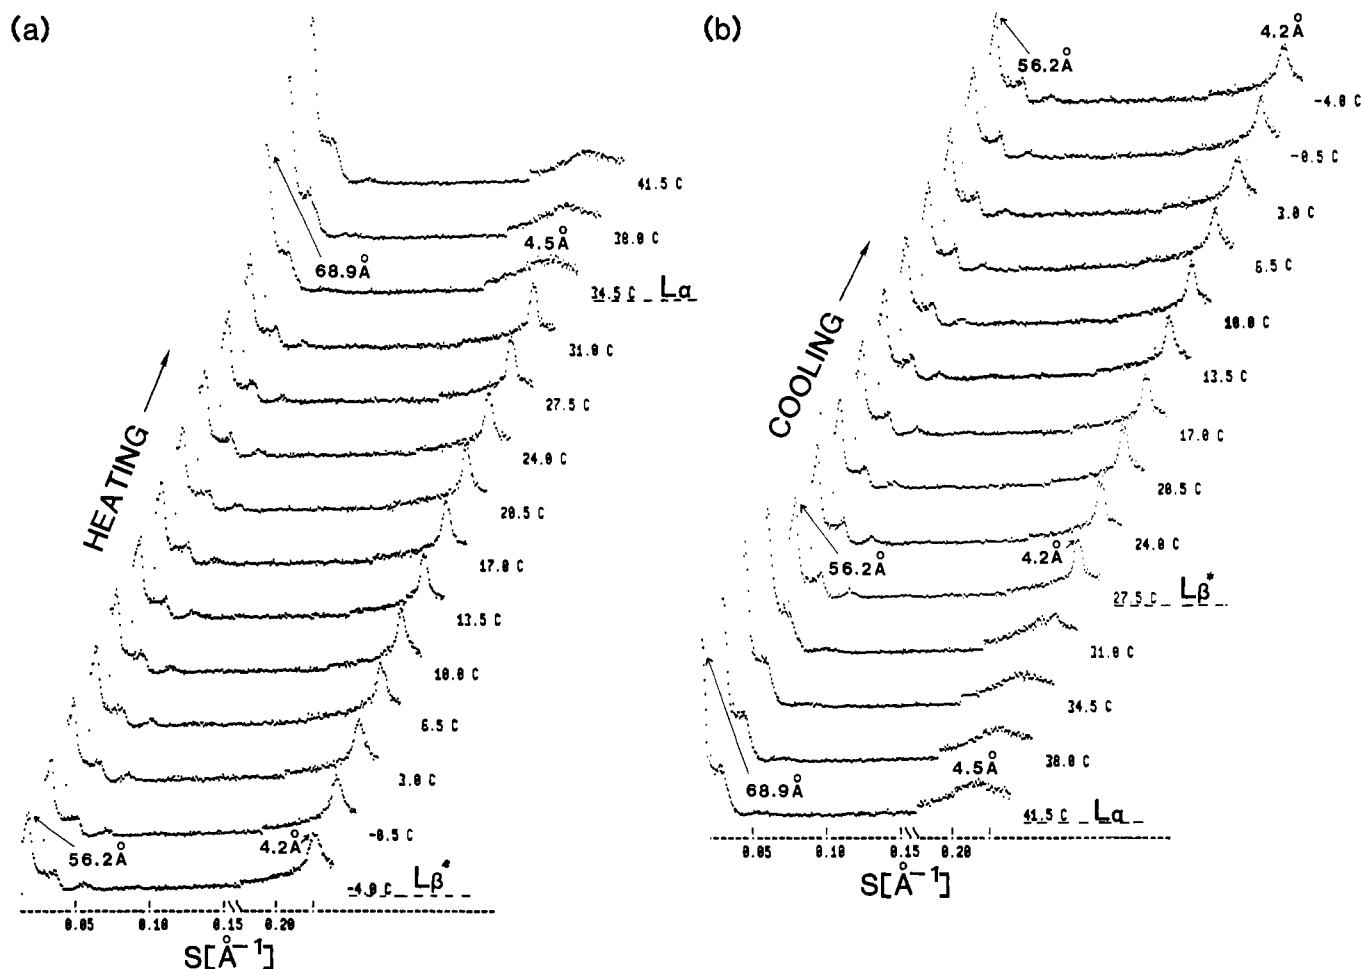 (a)
41.5 C
38.0 C
4.5Å
68.9Å
34.5 C Lα
31.0 C
27.5 C
24.0 C
20.5 C
17.0 C
13.5 C
10.0 C
6.5 C
3.0 C
-0.5 C
56.2Å
4.2Å
-4.0 C Lβ*
HEATING
0.05 0.10 0.15 0.20
S[Å⁻¹]
(b)
4.2Å
56.2Å
-4.0 C
-0.5 C
3.0 C
6.5 C
10.0 C
13.5 C
17.0 C
20.5 C
24.0 C
56.2Å
4.2Å
27.5 C Lβ*
31.0 C
34.5 C
38.0 C
68.9Å
4.5Å
41.5 C Lα
COOLING
0.05 0.10 0.15 0.20
S[Å⁻¹]